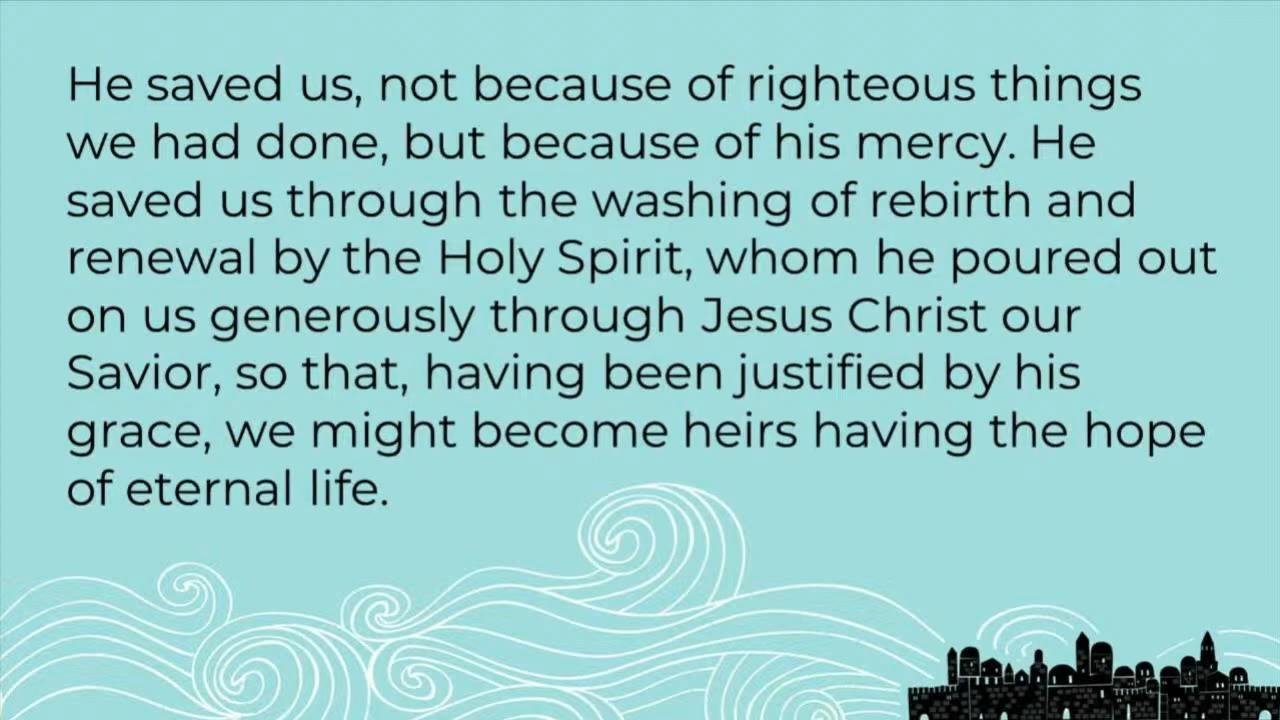 He saved us, not because of righteous things
we had done, but because of his mercy. He
saved us through the washing of rebirth and
renewal by the Holy Spirit, whom he poured out
on us generously through Jesus Christ our
Savior, so that, having been justified by his
grace, we might become heirs having the hope
of eternal life.